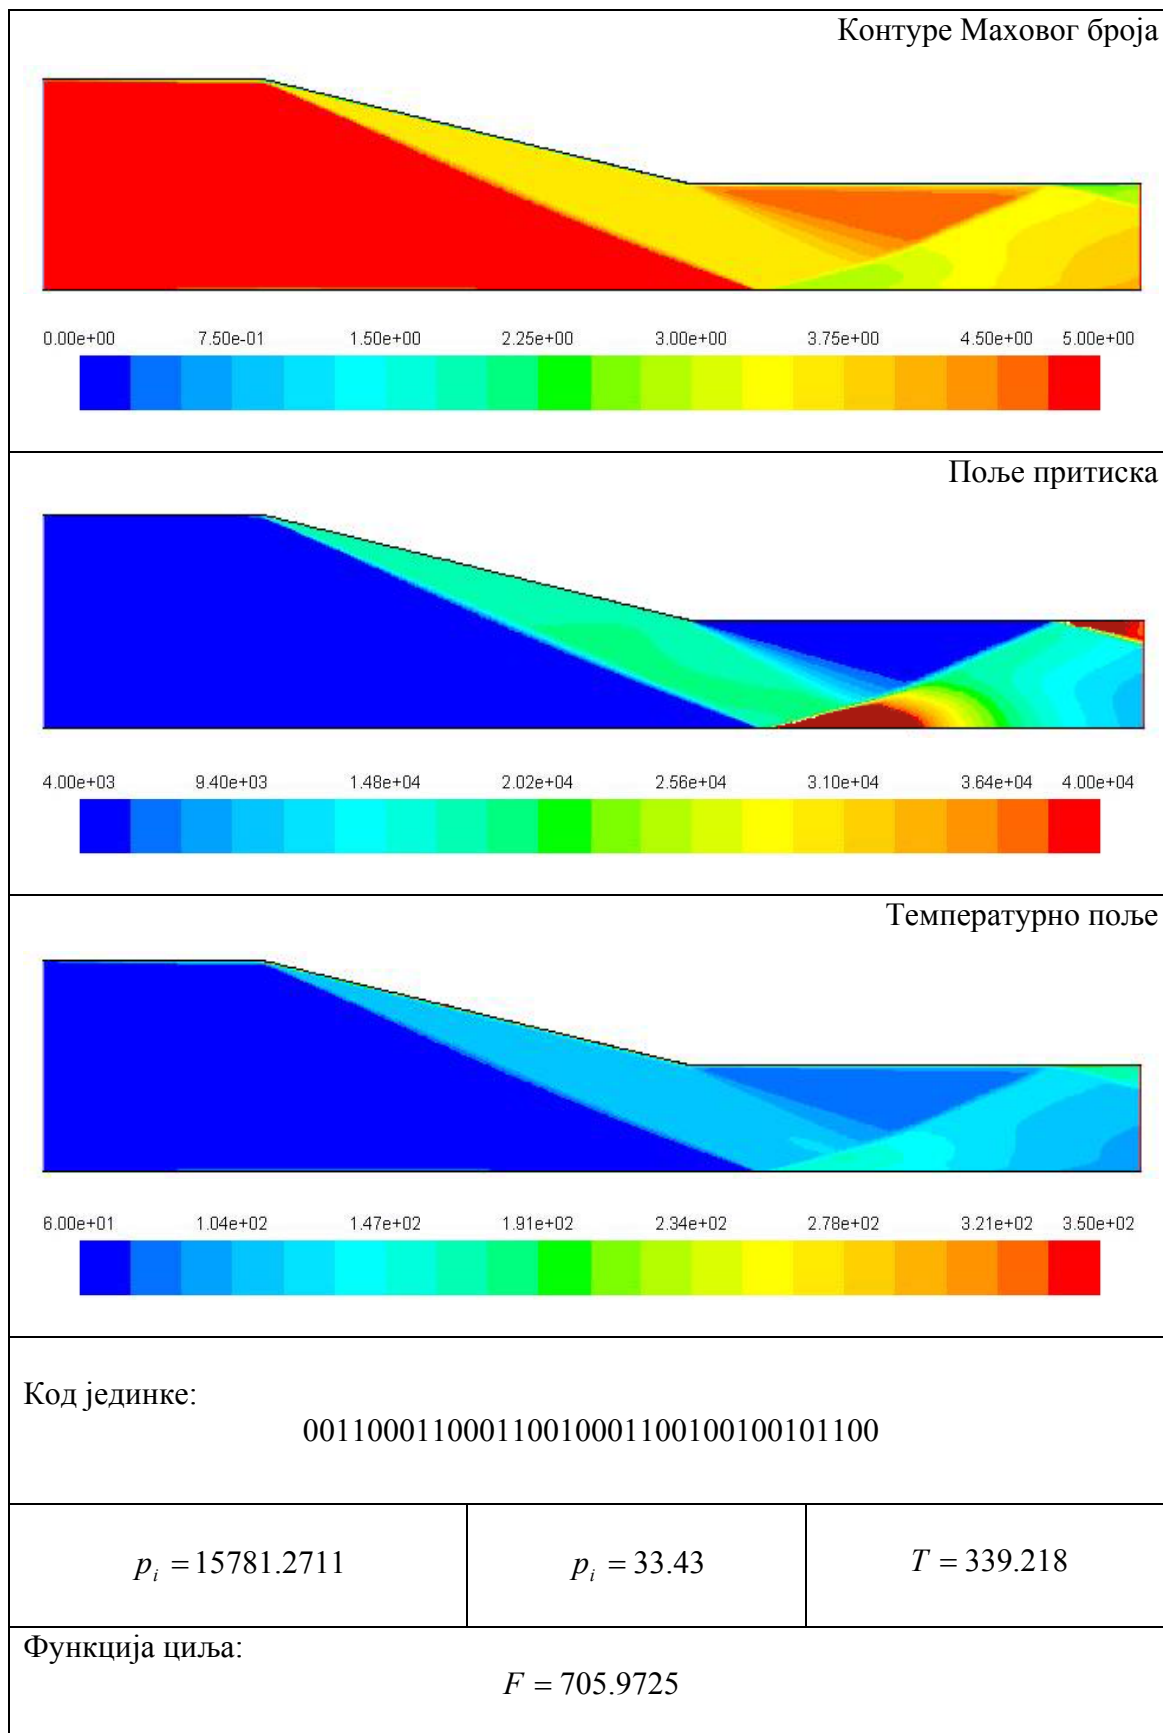 Контуре Маховог броја
0.00e+00 7.50e-01 1.50e+00 2.25e+00 3.00e+00 3.75e+00 4.50e+00 5.00e+00
Поље притиска
4.00e+03 9.40e+03 1.48e+04 2.02e+04 2.56e+04 3.10e+04 3.64e+04 4.00e+04
Температурно поље
6.00e+01 1.04e+02 1.47e+02 1.91e+02 2.34e+02 2.78e+02 3.21e+02 3.50e+02
Код јединке:
001100011000110010001100100100101100
p_i = 15781.2711 p_i = 33.43 T = 339.218
Функција циља:
F = 705.9725